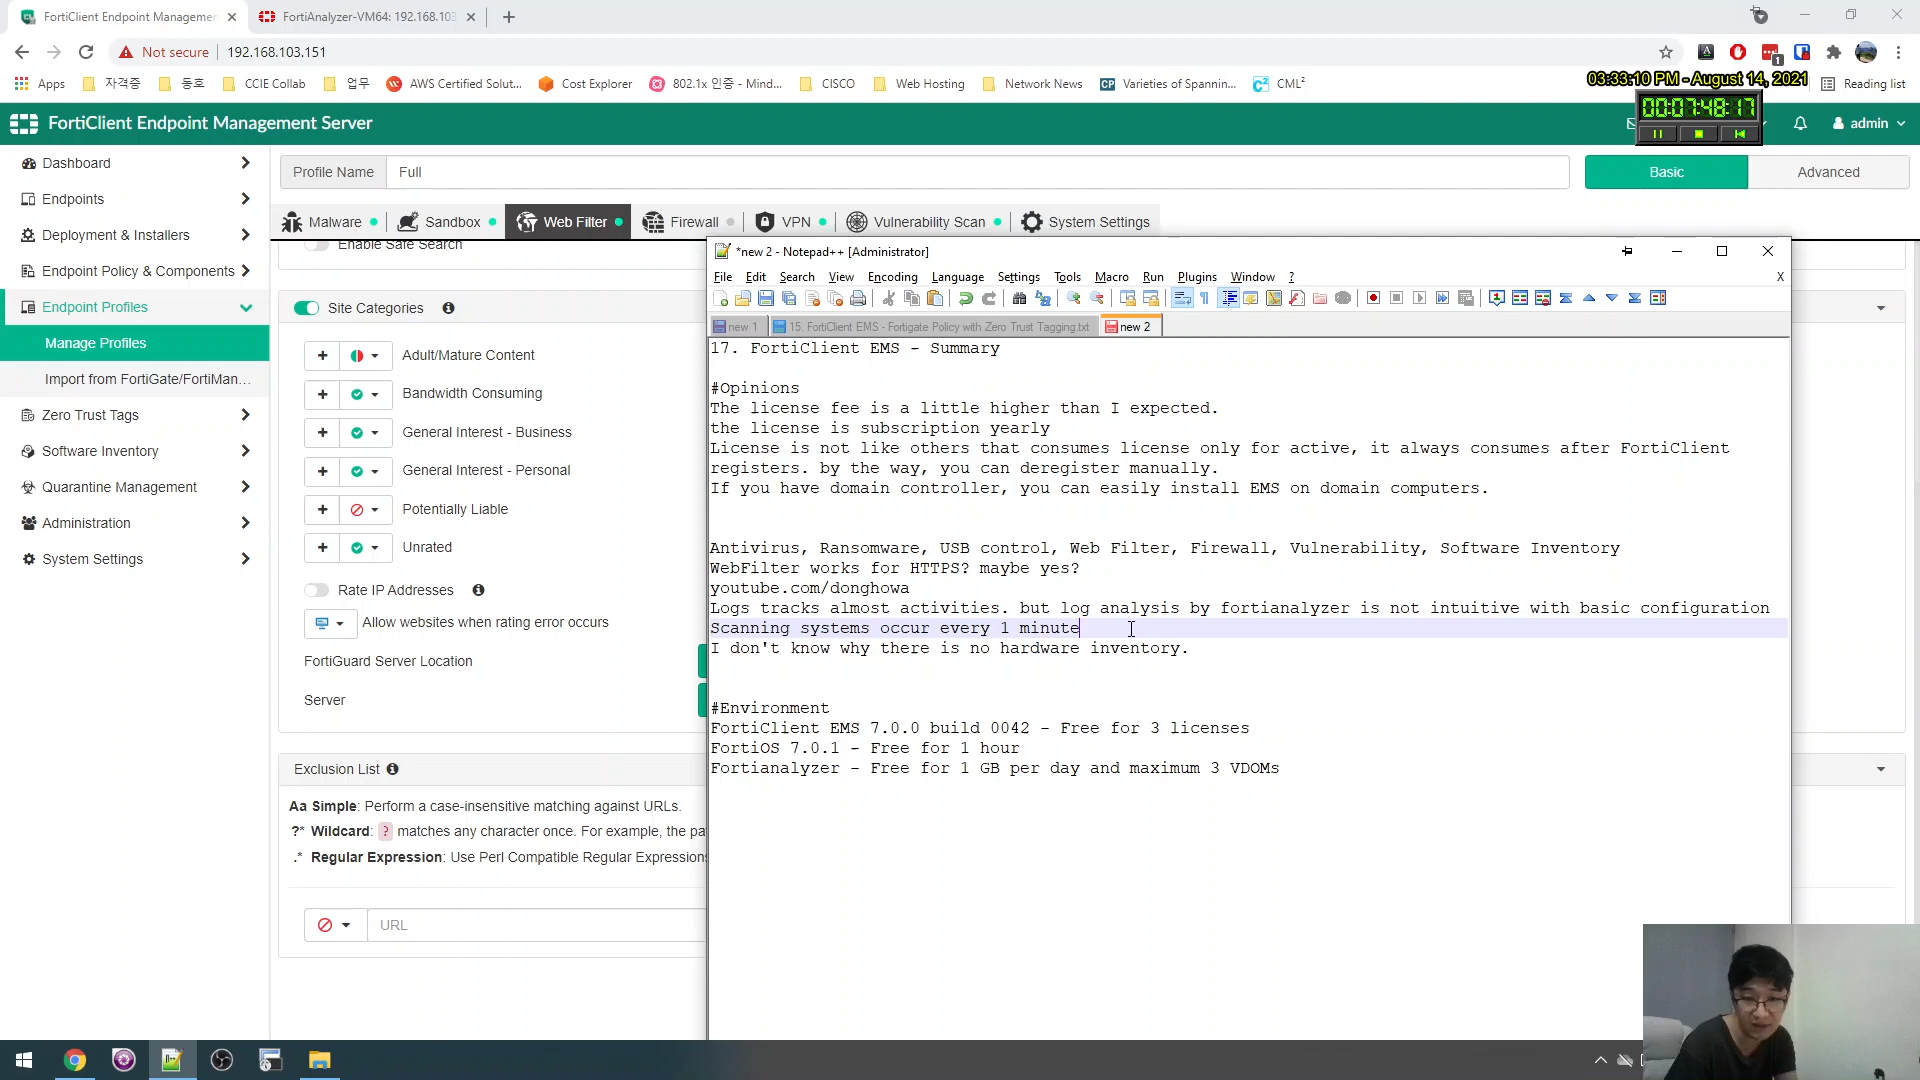 FortiClient Endpoint Managemen
FortiAnalyzer-VM64: 192.168.103
Not secure
192.168.103.151
Apps
자격증
동호
CCIE Collab
업무
AWS Certified Solut...
Cost Explorer
802.1x 인증 - Mind...
CISCO
Web Hosting
Network News
CP
Varieties of Spannin...
CML²
Reading list
03:33:10 PM - August 14, 2021
00:07:48:17
FortiClient Endpoint Management Server
admin
Dashboard
Endpoints
Deployment & Installers
Endpoint Policy & Components
Endpoint Profiles
Manage Profiles
Import from FortiGate/FortiMan...
Zero Trust Tags
Software Inventory
Quarantine Management
Administration
System Settings
Profile Name
Full
Basic
Advanced
Malware
Sandbox
Web Filter
Firewall
VPN
Vulnerability Scan
System Settings
Enable Safe Search
Site Categories
Adult/Mature Content
Bandwidth Consuming
General Interest - Business
General Interest - Personal
Potentially Liable
Unrated
Rate IP Addresses
Allow websites when rating error occurs
FortiGuard Server Location
Server
Exclusion List
Aa Simple: Perform a case-insensitive matching against URLs.
?* Wildcard: ? matches any character once. For example, the pa
.* Regular Expression: Use Perl Compatible Regular Expressions
URL
*new 2 - Notepad++ [Administrator]
File Edit Search View Encoding Language Settings Tools Macro Run Plugins Window ?
X
new 1
15. FortiClient EMS - Fortigate Policy with Zero Trust Tagging.txt
new 2
17. FortiClient EMS - Summary
#Opinions
The license fee is a little higher than I expected.
the license is subscription yearly
License is not like others that consumes license only for active, it always consumes after FortiClient
registers. by the way, you can deregister manually.
If you have domain controller, you can easily install EMS on domain computers.
Antivirus, Ransomware, USB control, Web Filter, Firewall, Vulnerability, Software Inventory
WebFilter works for HTTPS? maybe yes?
youtube.com/donghowa
Logs tracks almost activities. but log analysis by fortianalyzer is not intuitive with basic configuration
Scanning systems occur every 1 minute
I don't know why there is no hardware inventory.
#Environment
FortiClient EMS 7.0.0 build 0042 - Free for 3 licenses
FortiOS 7.0.1 - Free for 1 hour
Fortianalyzer - Free for 1 GB per day and maximum 3 VDOMs